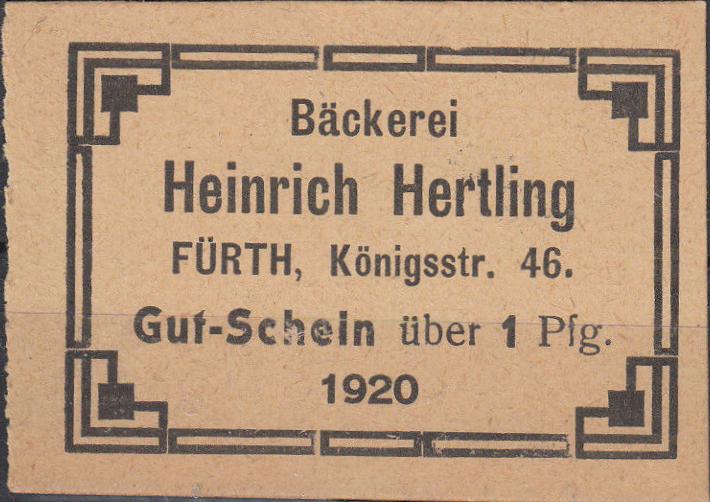 Bäckerei
Heinrich Hertling
FÜRTH, Königsstr. 46.
Gut-Schein über 1 Pfg.
1920